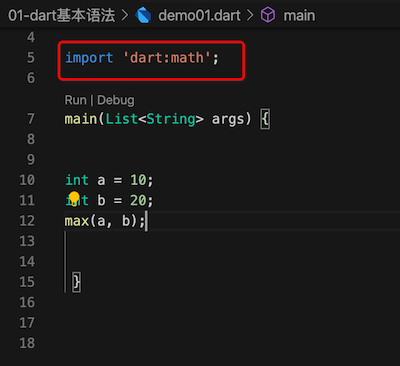 01-dart基本语法 > demo01.dart > main
4
5 import 'dart:math';
6
Run | Debug
7 main(List<String> args) {
8
9
10 int a = 10;
11 int b = 20;
12 max(a, b);
13
14
15 }
16
17
18